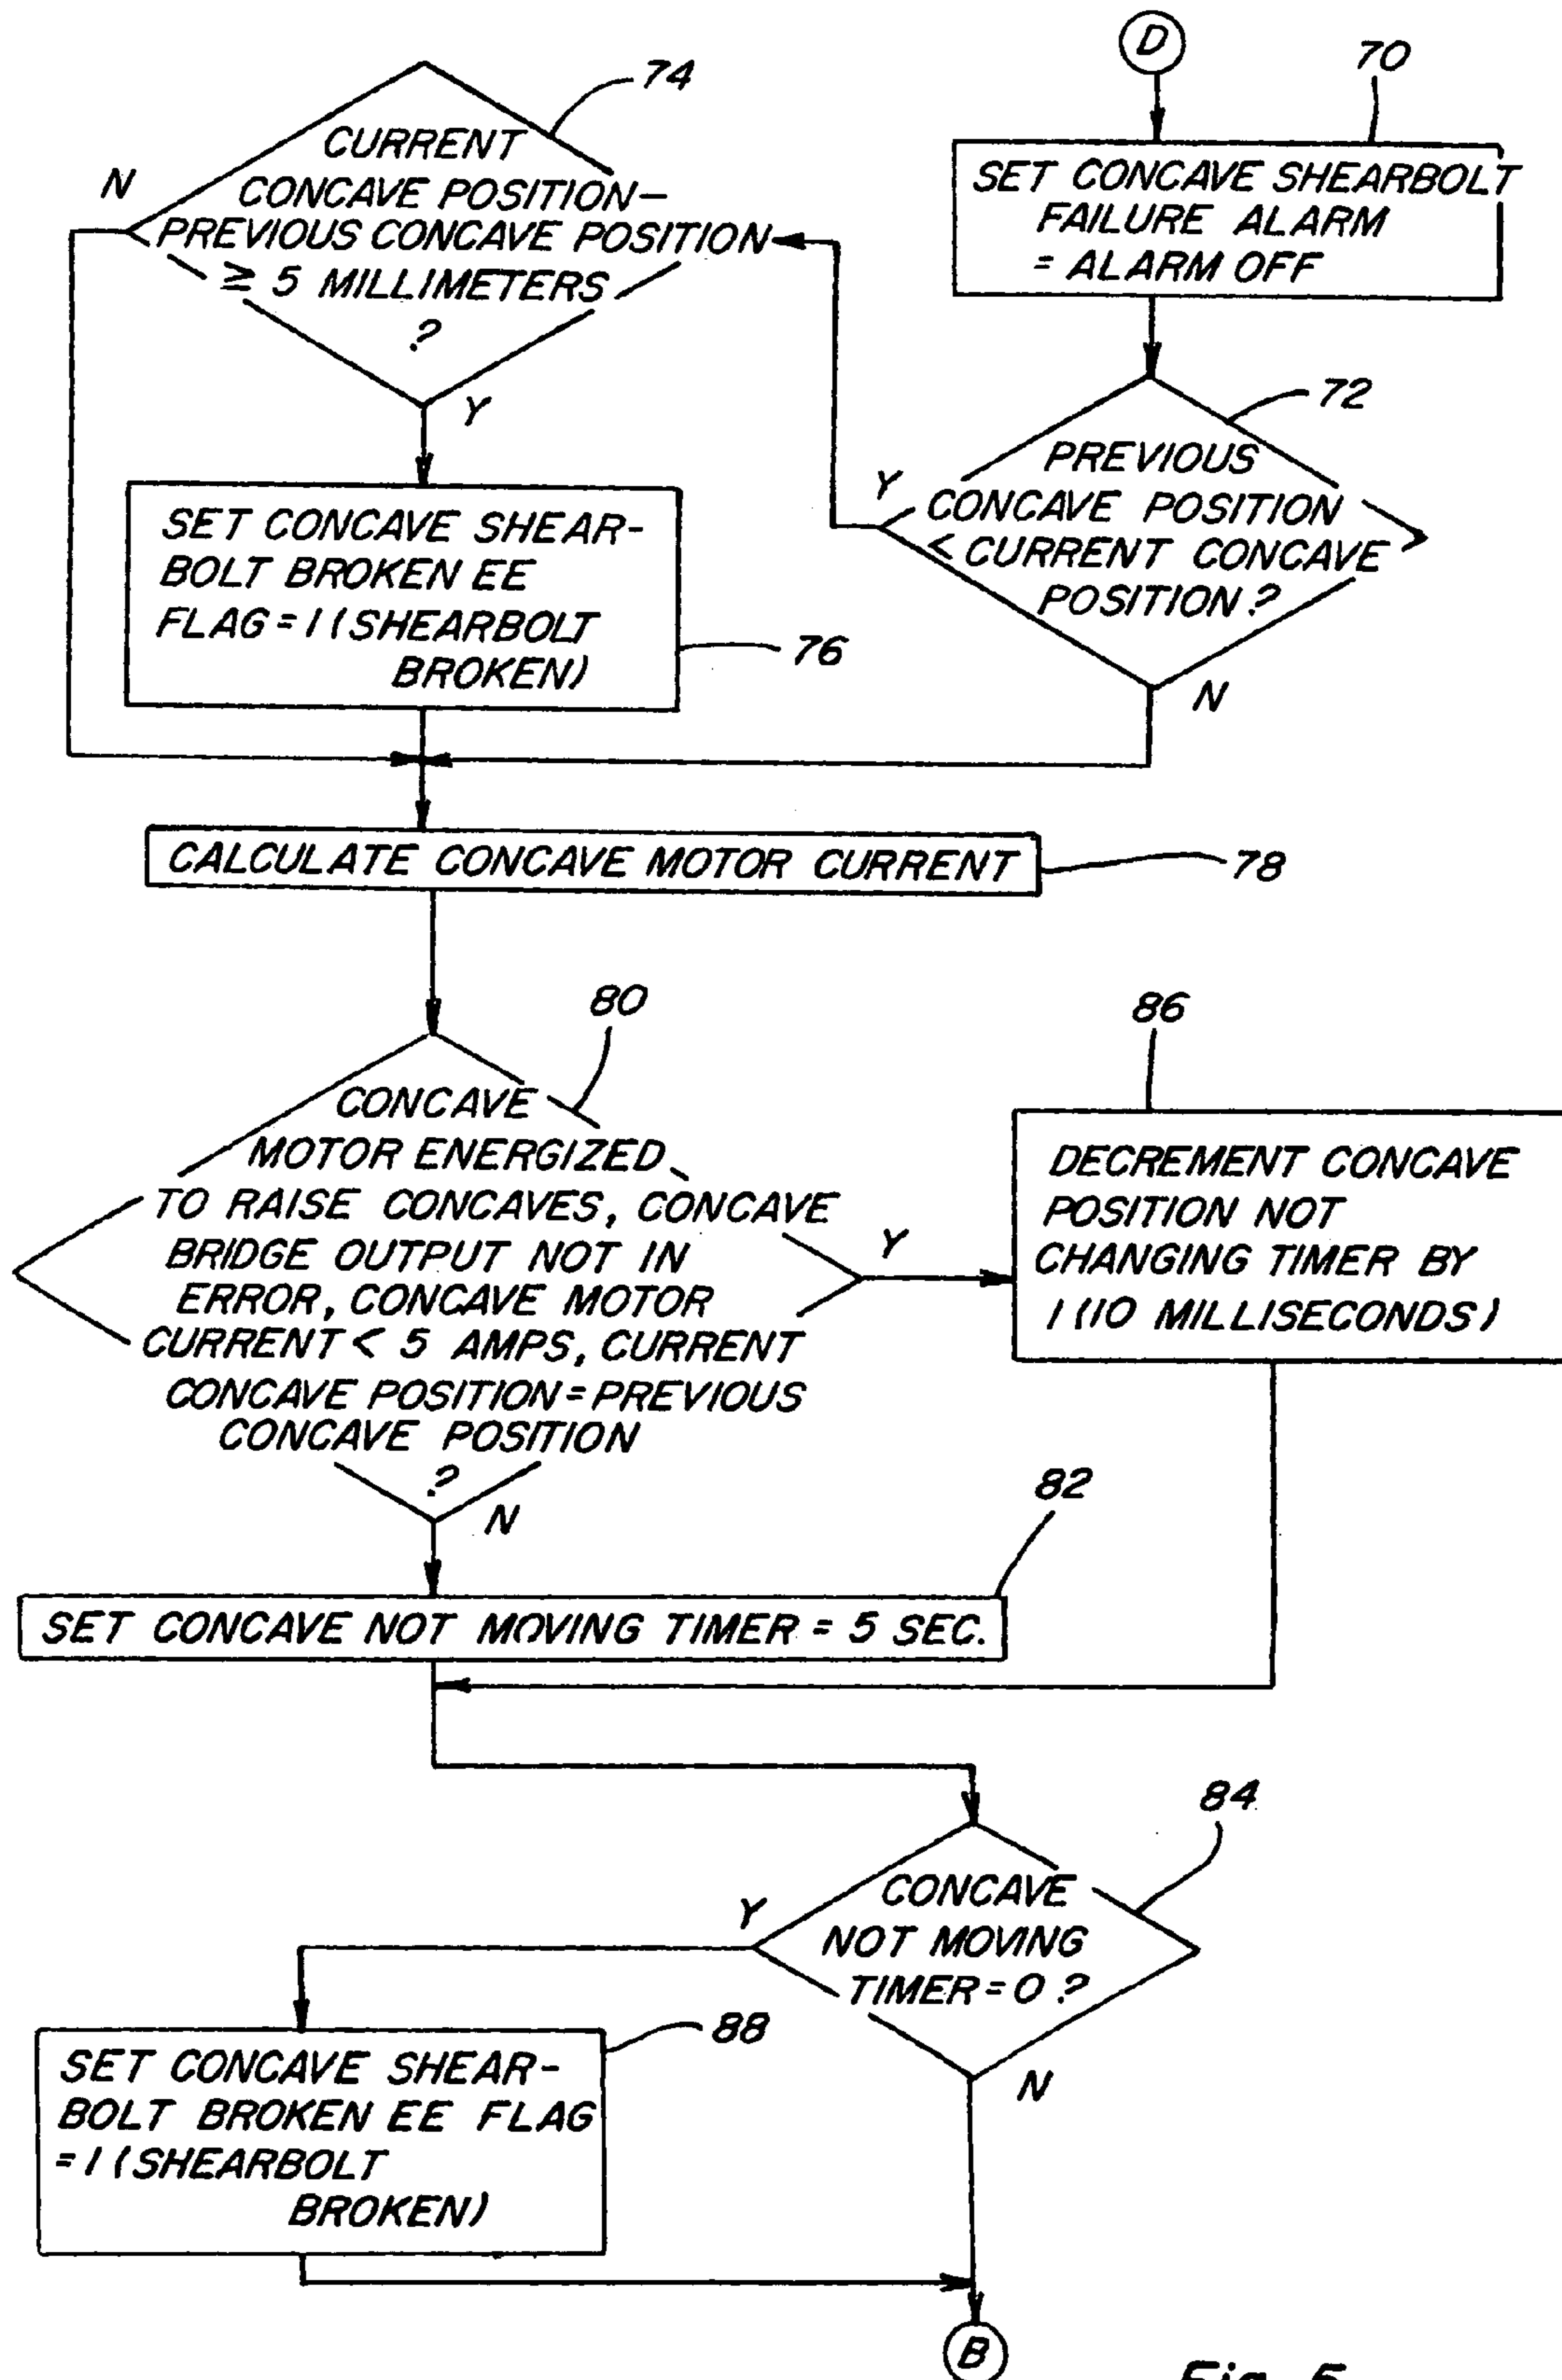 D
70
SET CONCAVE SHEARBOLT
FAILURE ALARM
= ALARM OFF
72
PREVIOUS
CONCAVE POSITION
< CURRENT CONCAVE
POSITION ?
Y
N
74
CURRENT
CONCAVE POSITION–
PREVIOUS CONCAVE POSITION
≥ 5 MILLIMETERS
?
N
Y
SET CONCAVE SHEAR-
BOLT BROKEN EE
FLAG = 1 (SHEARBOLT
BROKEN)
76
CALCULATE CONCAVE MOTOR CURRENT
78
80
CONCAVE
MOTOR ENERGIZED
TO RAISE CONCAVES, CONCAVE
BRIDGE OUTPUT NOT IN
ERROR, CONCAVE MOTOR
CURRENT < 5 AMPS, CURRENT
CONCAVE POSITION = PREVIOUS
CONCAVE POSITION
?
Y
N
86
DECREMENT CONCAVE
POSITION NOT
CHANGING TIMER BY
1 (10 MILLISECONDS)
82
SET CONCAVE NOT MOVING TIMER = 5 SEC.
84
CONCAVE
NOT MOVING
TIMER = 0 ?
Y
N
88
SET CONCAVE SHEAR-
BOLT BROKEN EE FLAG
= 1 (SHEARBOLT
BROKEN)
B
Fig. 5